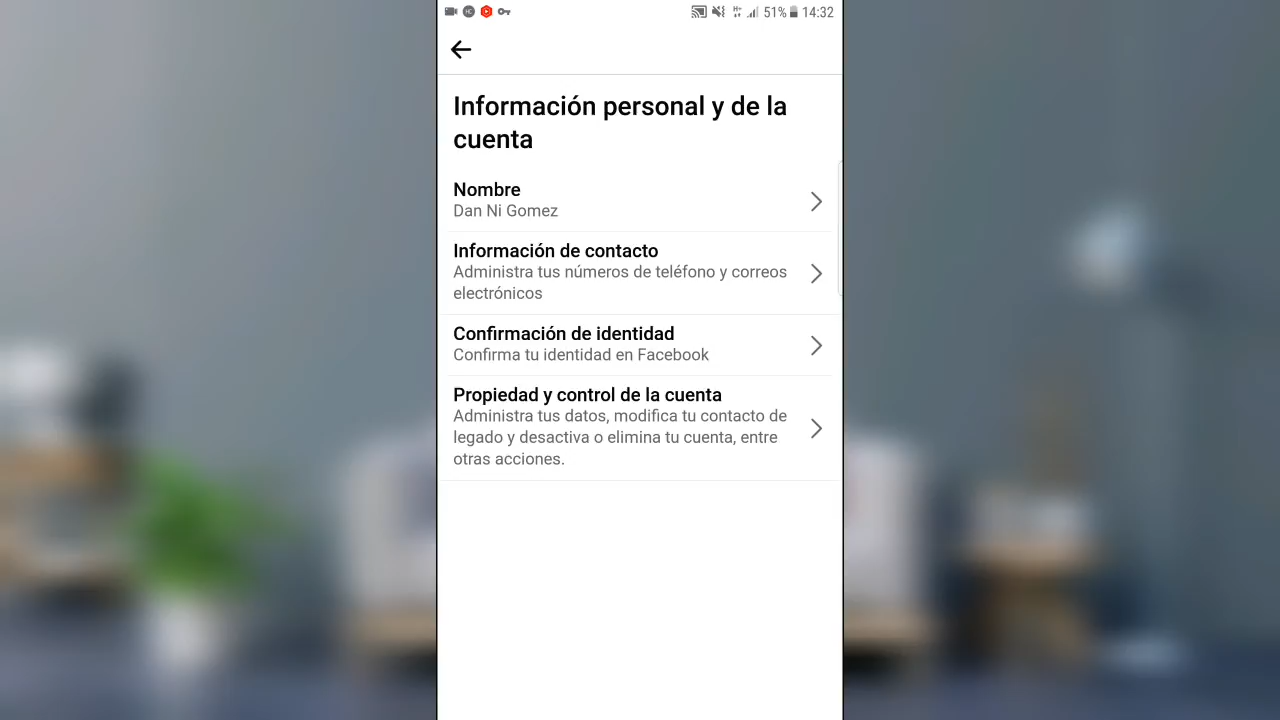 51% 14:32
Información personal y de la
cuenta
Nombre
Dan Ni Gomez
Información de contacto
Administra tus números de teléfono y correos
electrónicos
Confirmación de identidad
Confirma tu identidad en Facebook
Propiedad y control de la cuenta
Administra tus datos, modifica tu contacto de
legado y desactiva o elimina tu cuenta, entre
otras acciones.